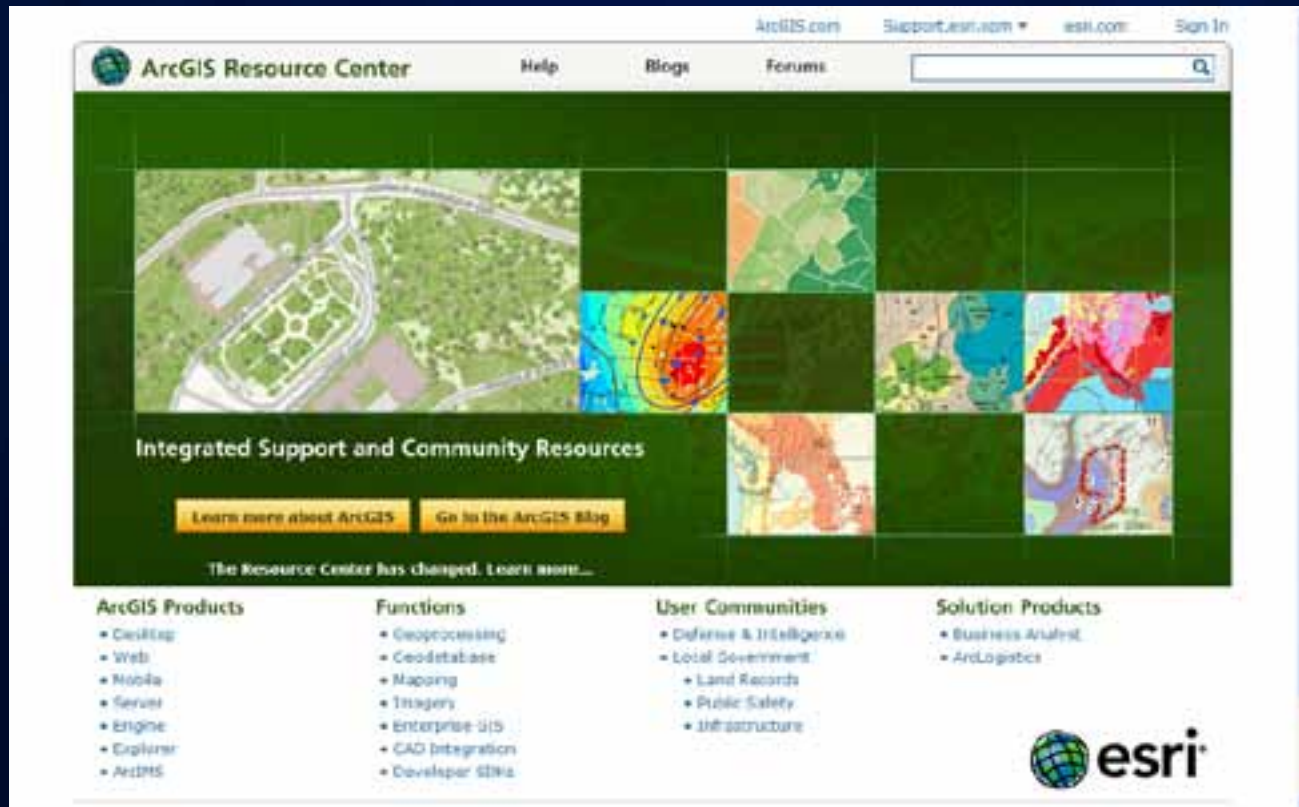 ArcGIS.com Support.esri.com esri.com Sign In
ArcGIS Resource Center Help Blogs Forums
Integrated Support and Community Resources
Learn more about ArcGIS Go to the ArcGIS Blog
The Resource Center has changed. Learn more...
ArcGIS Products Functions User Communities Solution Products
• Desktop • Geoprocessing • Defense & Intelligence • Business Analyst
• Web • Geodatabase • Local Government • ArcLogistics
• Mobile • Mapping • Land Records
• Server • Imagery • Public Safety
• Engine • Enterprise GIS • Infrastructure
• Explorer • CAD Integration
• ArcIMS • Developer
esri